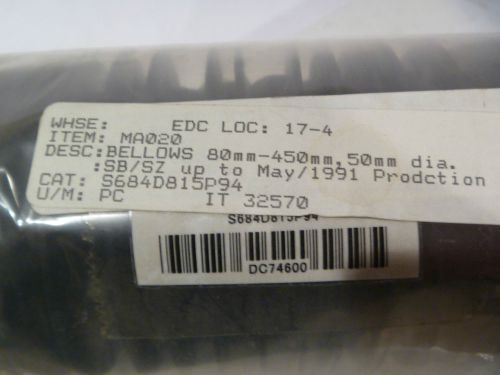 WHSE: EDC LOC: 17-4
ITEM: MA020
DESC:BELLOWS 80mm-450mm,50mm dia.
:SB/SZ up to May/1991 Prodction
CAT: S684D815P94
U/M: PC IT 32570
S684D815P94
DC74600